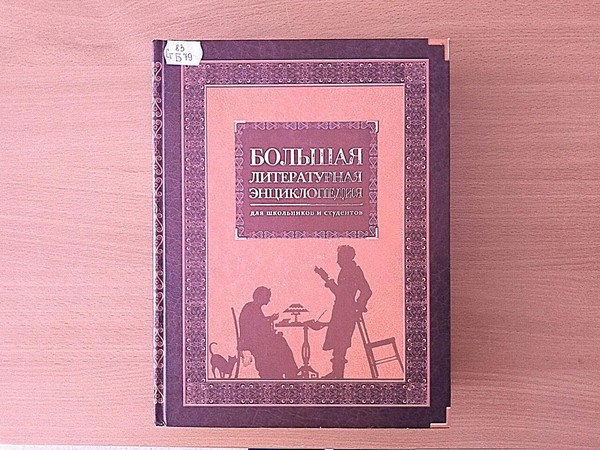 83
Б 79
БОЛЬШАЯ
ЛИТЕРАТУРНАЯ
ЭНЦИКЛОПЕДИЯ
ДЛЯ ШКОЛЬНИКОВ И СТУДЕНТОВ